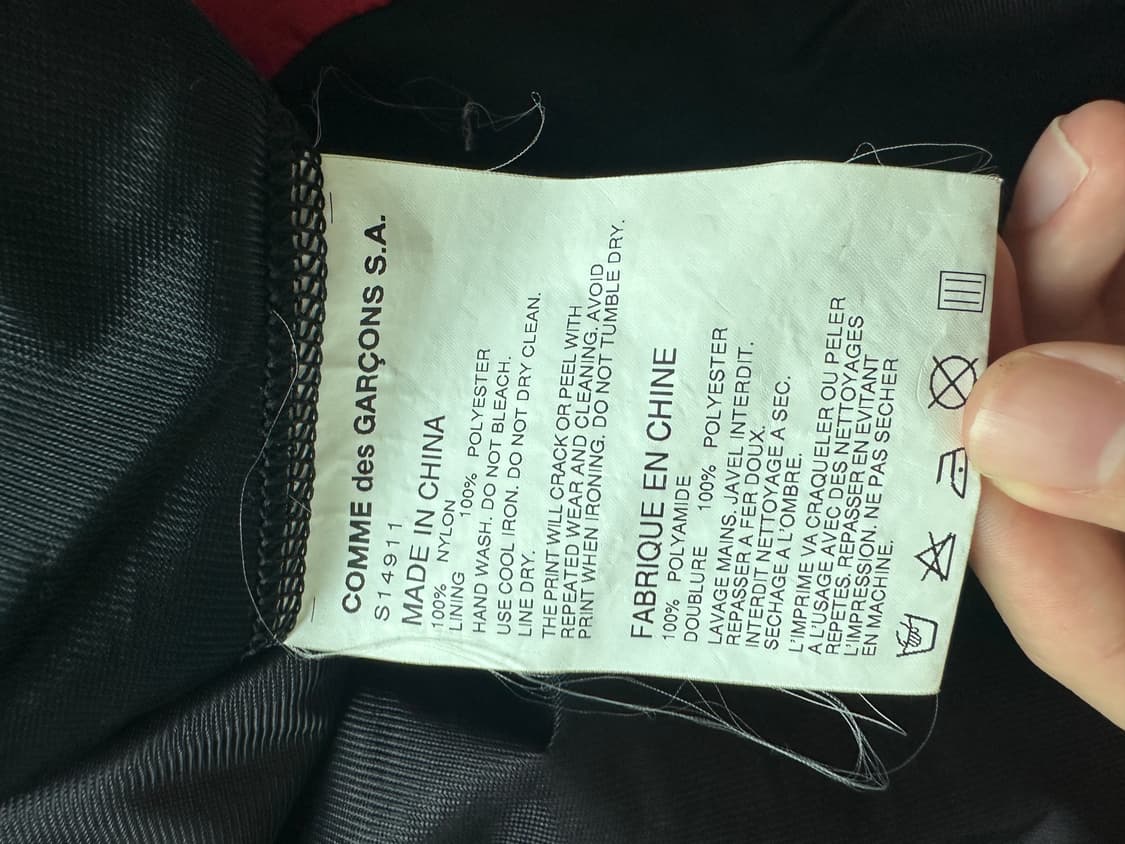 COMME des GARÇONS S.A.
S14911
MADE IN CHINA
100% NYLON
LINING 100% POLYESTER
HAND WASH. DO NOT BLEACH.
USE COOL IRON. DO NOT DRY CLEAN.
LINE DRY.
THE PRINT WILL CRACK OR PEEL WITH
REPEATED WEAR AND CLEANING. AVOID
PRINT WHEN IRONING. DO NOT TUMBLE DRY.
FABRIQUE EN CHINE
100% POLYAMIDE
DOUBLURE 100% POLYESTER
LAVAGE MAINS. JAVEL INTERDIT.
REPASSER A FER DOUX.
INTERDIT NETTOYAGE A SEC.
SECHAGE A L'OMBRE.
L'IMPRIME VA CRAQUELER OU PELER
A L'USAGE AVEC DES NETTOYAGES
REPETES. REPASSER EN EVITANT
L'IMPRESSION. NE PAS SECHER
EN MACHINE.